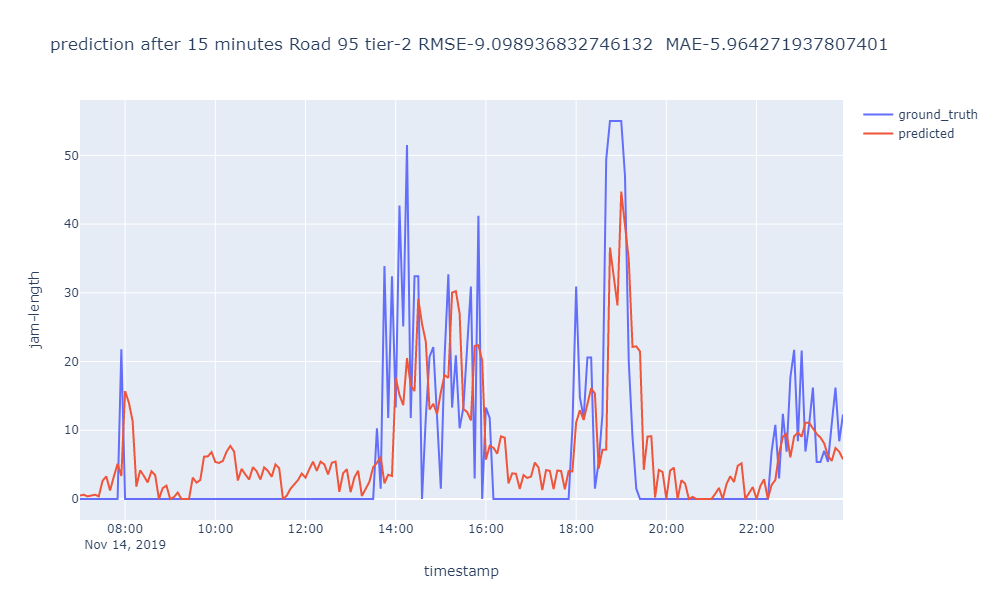 prediction after 15 minutes Road 95 tier-2 RMSE-9.098936832746132  MAE-5.964271937807401
ground_truth
predicted
50
40
30
20
10
0
jam-length
08:00 10:00 12:00 14:00 16:00 18:00 20:00 22:00
Nov 14, 2019
timestamp